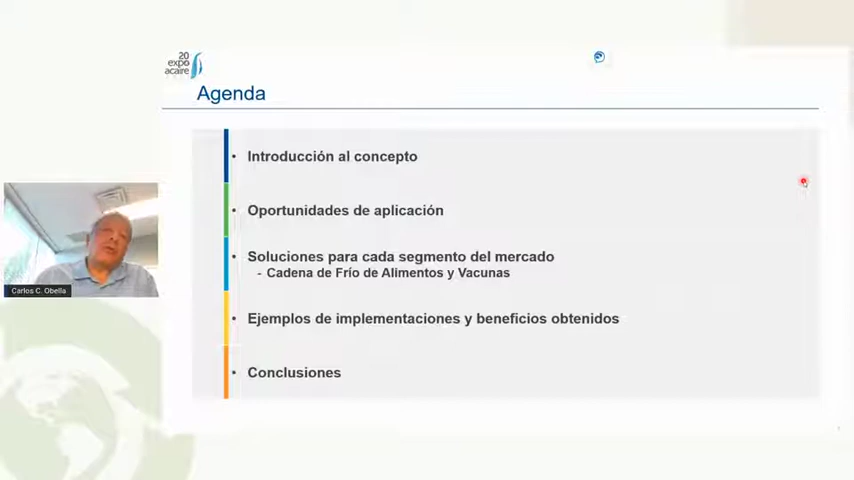 20
expo
acaire
Agenda
• Introducción al concepto
• Oportunidades de aplicación
• Soluciones para cada segmento del mercado
- Cadena de Frío de Alimentos y Vacunas
• Ejemplos de implementaciones y beneficios obtenidos
• Conclusiones
Carlos C. Obella